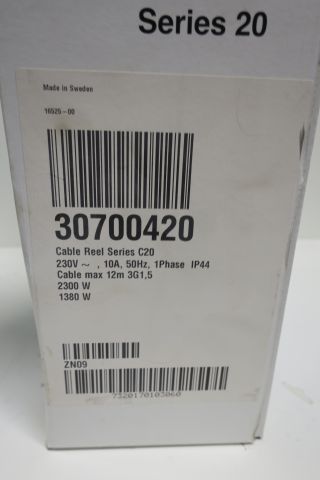 Series 20
Made in Sweden
16525-00
30700420
Cable Reel Series C20
230V ~ , 10A, 50Hz, 1Phase IP44
Cable max 12m 3G1,5
2300 W
1380 W
ZN09
7320170103060